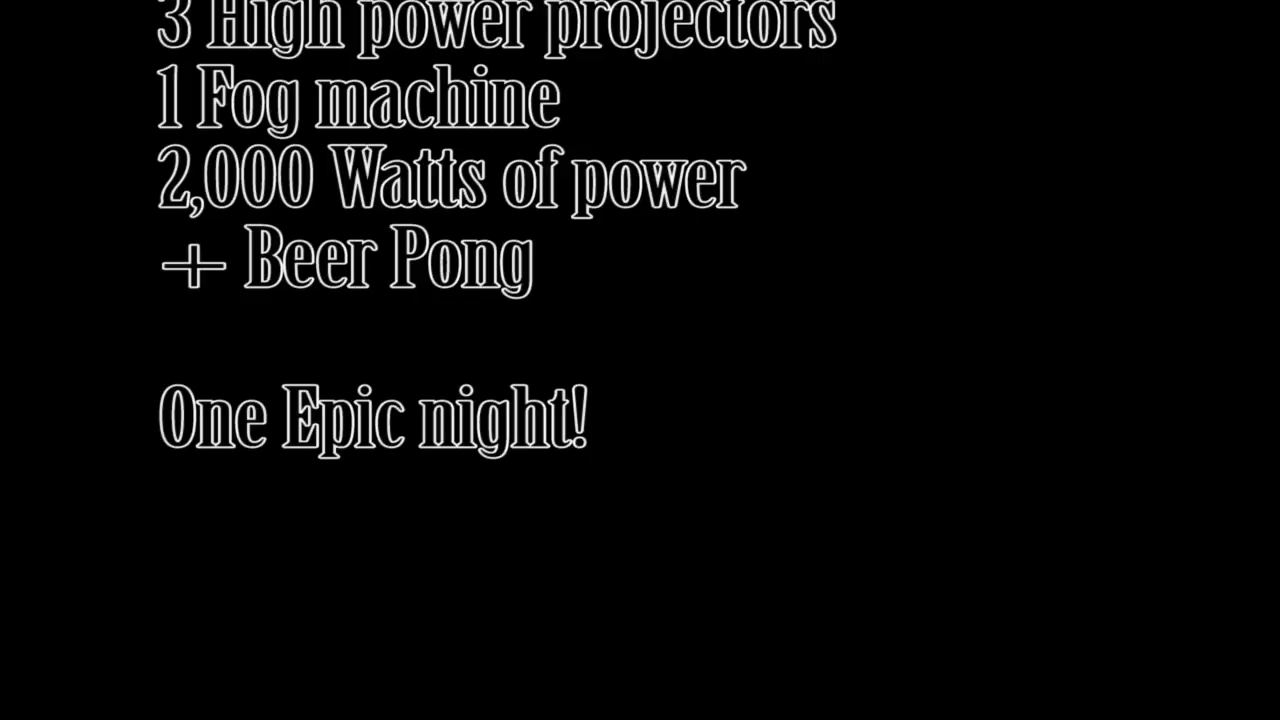 3 High power projectors
1 Fog machine
2,000 Watts of power
+ Beer Pong
One Epic night!